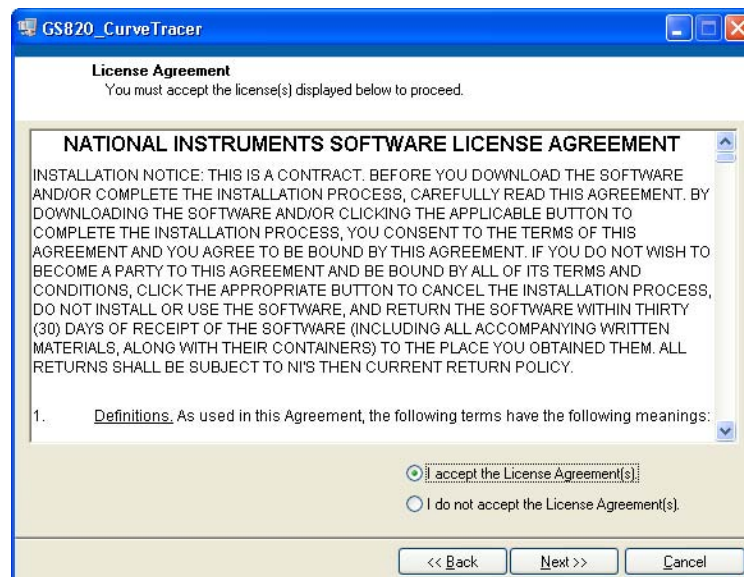 GS820_CurveTracer
License Agreement
You must accept the license(s) displayed below to proceed.
NATIONAL INSTRUMENTS SOFTWARE LICENSE AGREEMENT
INSTALLATION NOTICE: THIS IS A CONTRACT. BEFORE YOU DOWNLOAD THE SOFTWARE
AND/OR COMPLETE THE INSTALLATION PROCESS, CAREFULLY READ THIS AGREEMENT. BY
DOWNLOADING THE SOFTWARE AND/OR CLICKING THE APPLICABLE BUTTON TO
COMPLETE THE INSTALLATION PROCESS, YOU CONSENT TO THE TERMS OF THIS
AGREEMENT AND YOU AGREE TO BE BOUND BY THIS AGREEMENT. IF YOU DO NOT WISH TO
BECOME A PARTY TO THIS AGREEMENT AND BE BOUND BY ALL OF ITS TERMS AND
CONDITIONS, CLICK THE APPROPRIATE BUTTON TO CANCEL THE INSTALLATION PROCESS,
DO NOT INSTALL OR USE THE SOFTWARE, AND RETURN THE SOFTWARE WITHIN THIRTY
(30) DAYS OF RECEIPT OF THE SOFTWARE (INCLUDING ALL ACCOMPANYING WRITTEN
MATERIALS, ALONG WITH THEIR CONTAINERS) TO THE PLACE YOU OBTAINED THEM. ALL
RETURNS SHALL BE SUBJECT TO NI'S THEN CURRENT RETURN POLICY.
1. Definitions. As used in this Agreement, the following terms have the following meanings:
I accept the License Agreement(s).
I do not accept the License Agreement(s).
<< Back
Next >>
Cancel